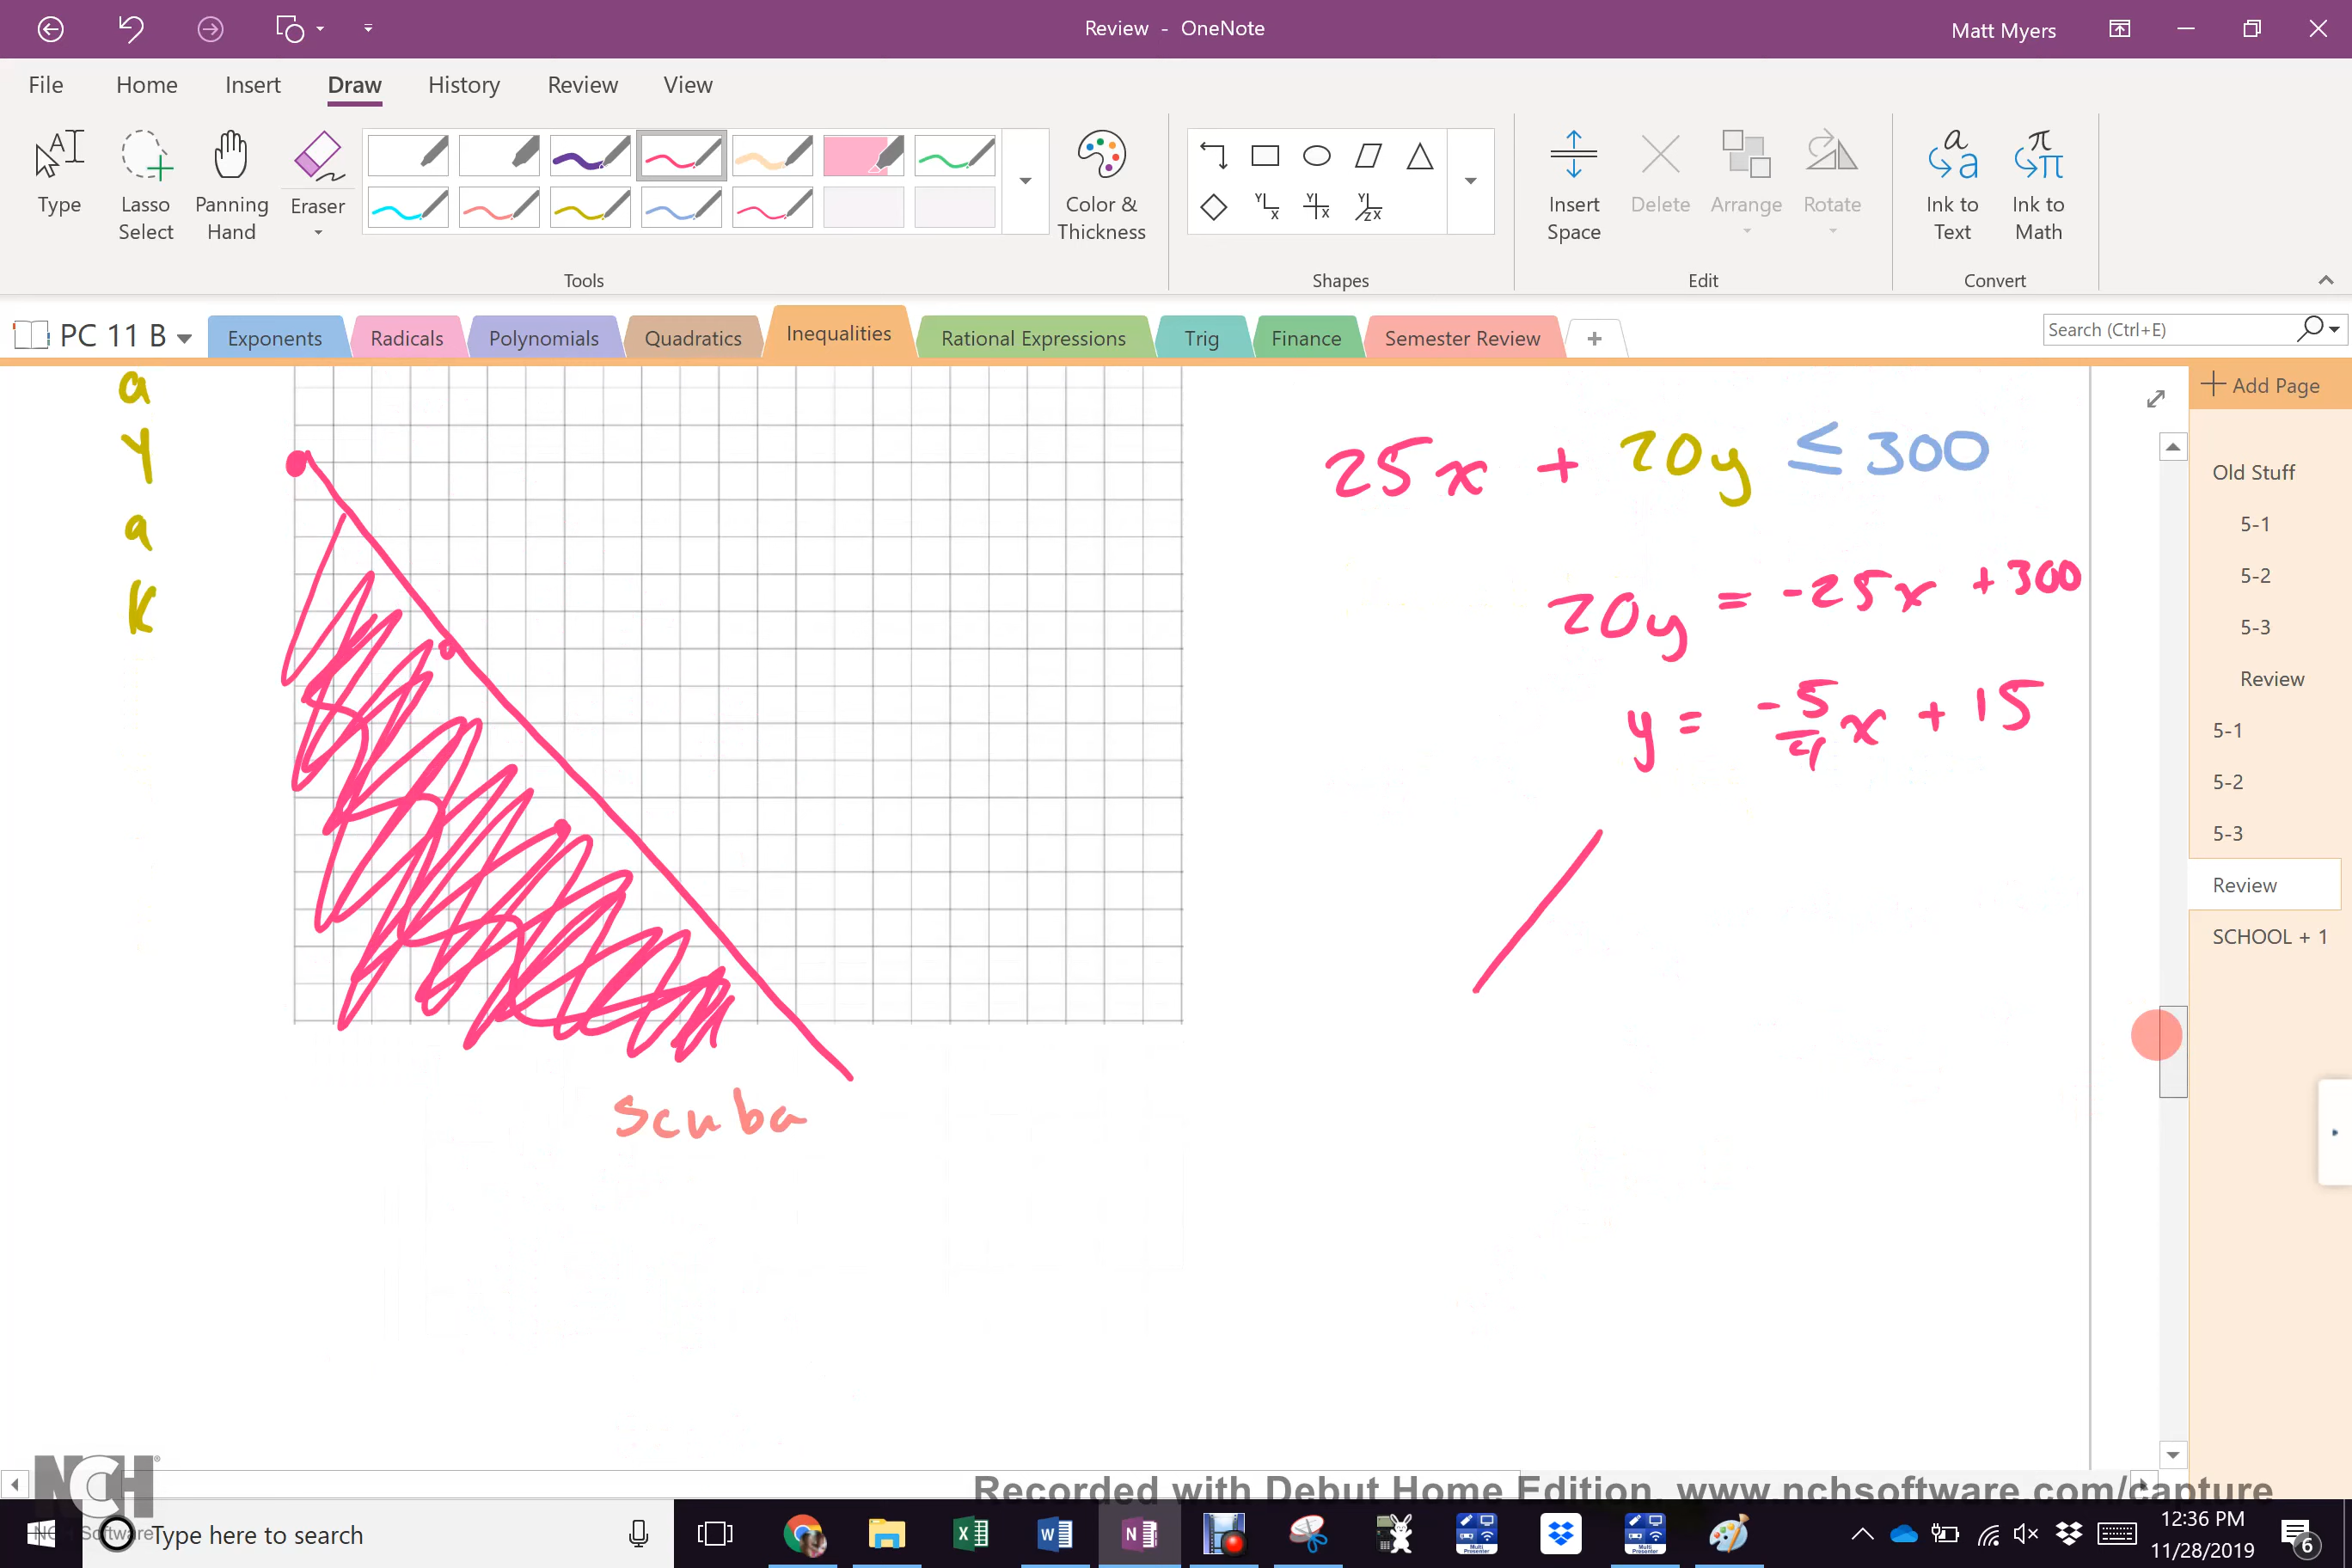 Review - OneNote
Matt Myers
File Home Insert Draw History Review View
Type
Lasso Select
Panning Hand
Eraser
Color & Thickness
Insert Space
Delete
Arrange
Rotate
Ink to Text
Ink to Math
Tools
Shapes
Edit
Convert
PC 11 B
Exponents
Radicals
Polynomials
Quadratics
Inequalities
Rational Expressions
Trig
Finance
Semester Review
Search (Ctrl+E)
Add Page
Old Stuff
5-1
5-2
5-3
Review
5-1
5-2
5-3
Review
SCHOOL + 1
a
y
a
K
25x + 20y ≤ 300
20y = -25x + 300
y = -5/4 x + 15
Scuba
NCH
NCH Software
Recorded with Debut Home Edition. www.nchsoftware.com/capture
Type here to search
12:36 PM
11/28/2019
6